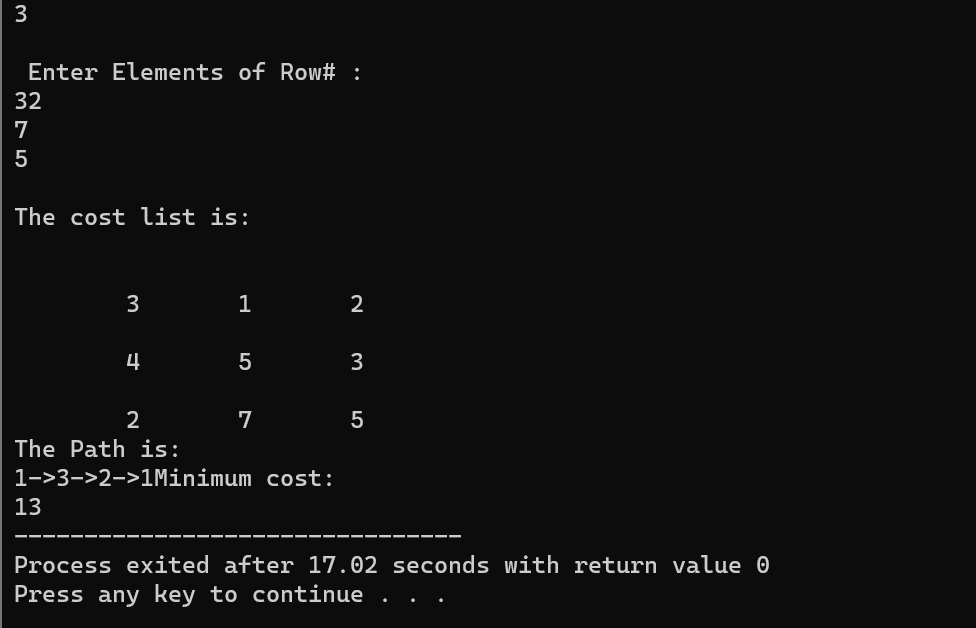 3
Enter Elements of Row# :
32
7
5
The cost list is:
3 1 2
4 5 3
2 7 5
The Path is:
1->3->2->1Minimum cost:
13
--------------------------------
Process exited after 17.02 seconds with return value 0
Press any key to continue . . .